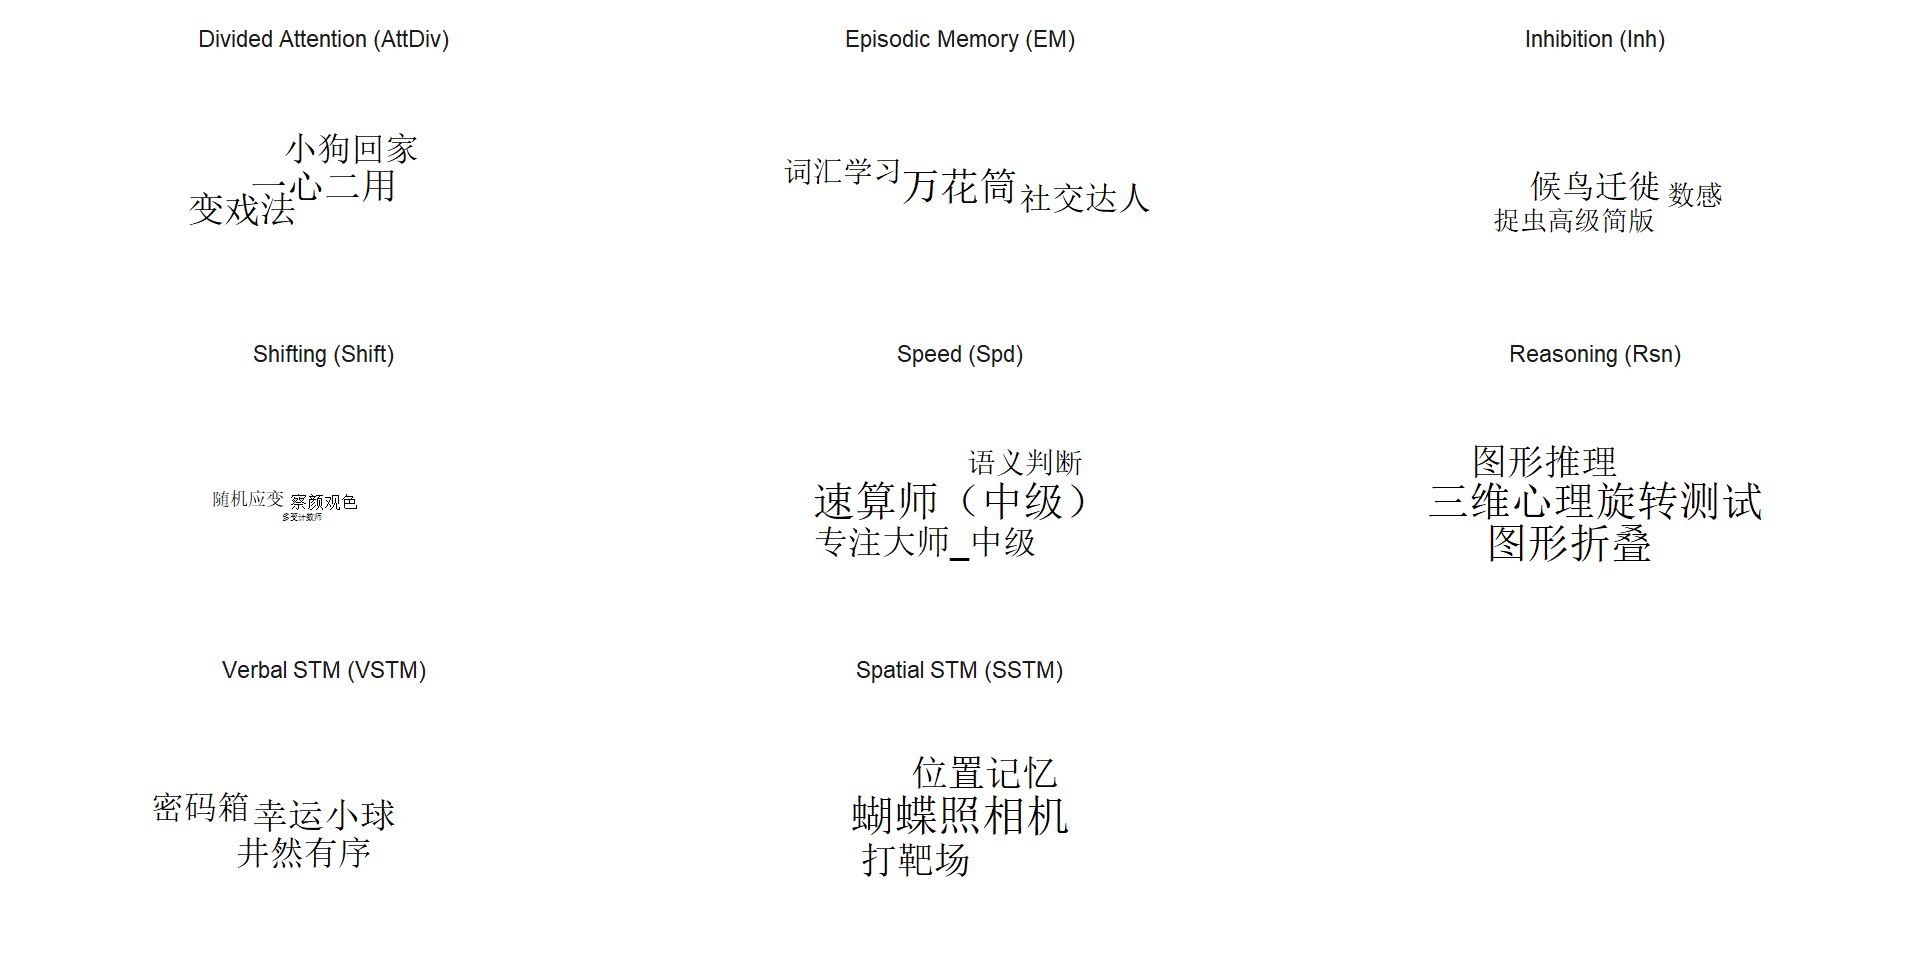 Divided Attention (AttDiv)
Episodic Memory (EM)
Inhibition (Inh)
小狗回家
一心二用
变戏法
词汇学习
万花筒
社交达人
候鸟迁徙
数感
捉虫高级简版
Shifting (Shift)
Speed (Spd)
Reasoning (Rsn)
随机应变
察颜观色
多变计数师
语义判断
速算师（中级）
专注大师_中级
图形推理
三维心理旋转测试
图形折叠
Verbal STM (VSTM)
Spatial STM (SSTM)
密码箱
幸运小球
井然有序
位置记忆
蝴蝶照相机
打靶场